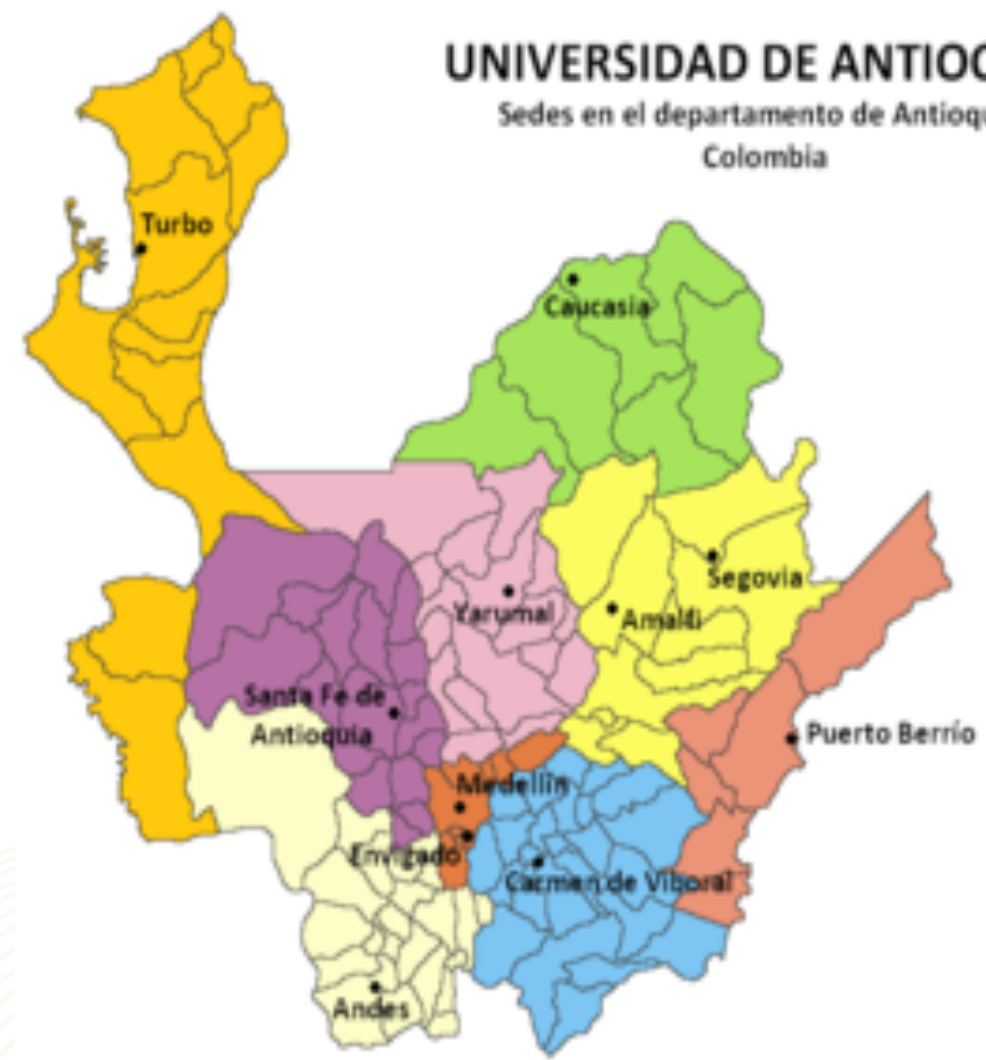 UNIVERSIDAD DE ANTIOQ
Sedes en el departamento de Antioqu
Colombia
Turbo
Caucasia
Segovia
Yarumal
Amalfi
Santa Fe de
Antioquia
Puerto Berrío
Medellín
Envigado
Carmen de Viboral
Andes